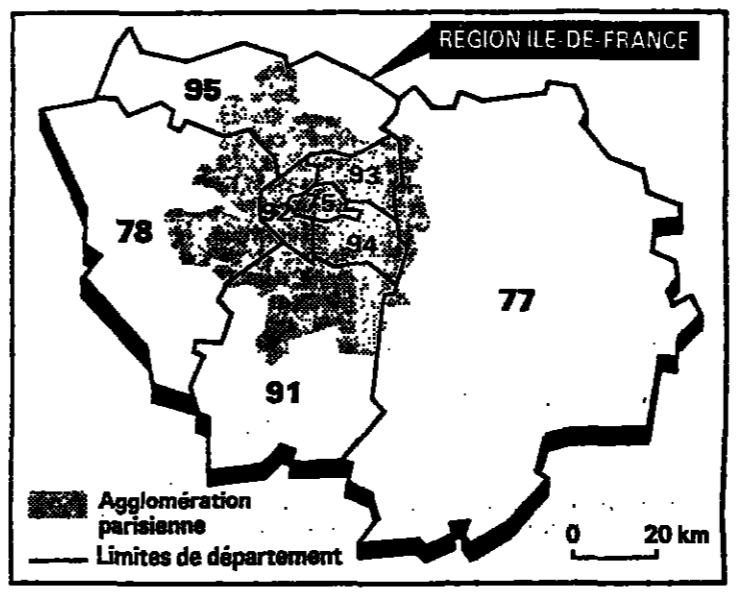 RÉGION ILE-DE-FRANCE
95
93
92
75
78
94
77
91
Agglomération
parisienne
0 20 km
Limites de département